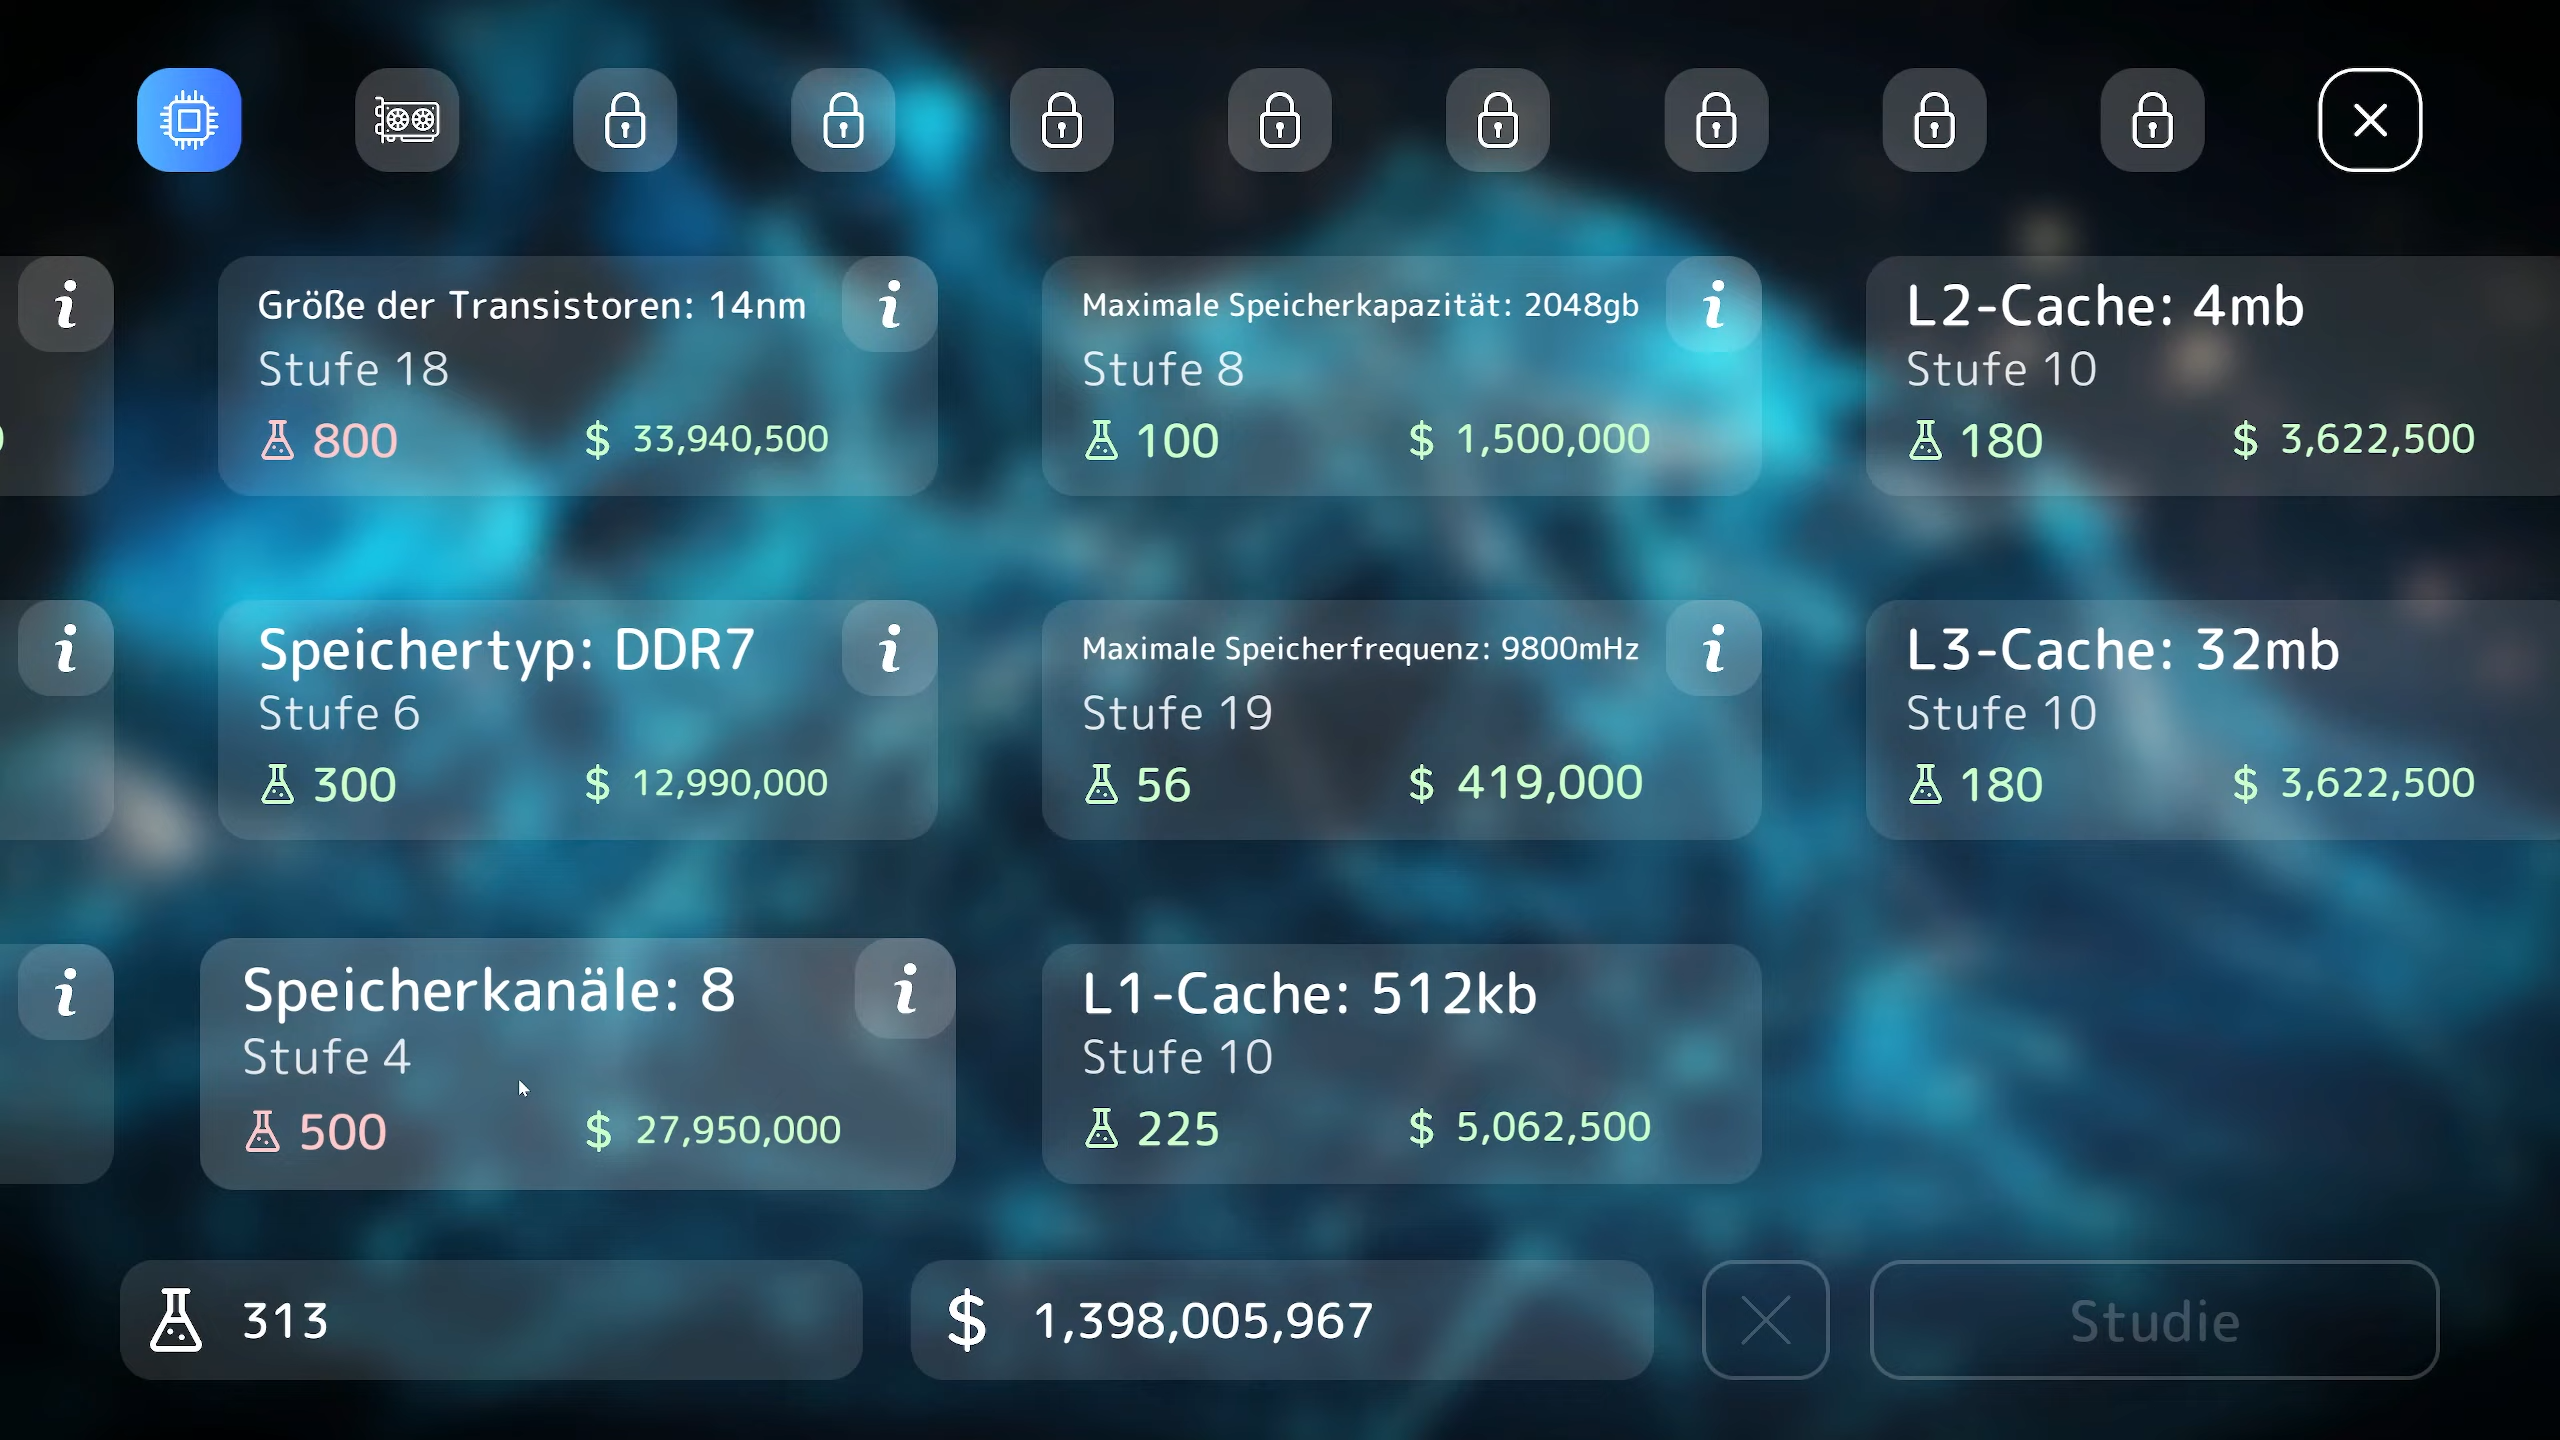 Größe der Transistoren: 14nm
Stufe 18
800 $ 33,940,500
Maximale Speicherkapazität: 2048gb
Stufe 8
100 $ 1,500,000
L2-Cache: 4mb
Stufe 10
180 $ 3,622,500
Speichertyp: DDR7
Stufe 6
300 $ 12,990,000
Maximale Speicherfrequenz: 9800mHz
Stufe 19
56 $ 419,000
L3-Cache: 32mb
Stufe 10
180 $ 3,622,500
Speicherkanäle: 8
Stufe 4
500 $ 27,950,000
L1-Cache: 512kb
Stufe 10
225 $ 5,062,500
313
$ 1,398,005,967
Studie